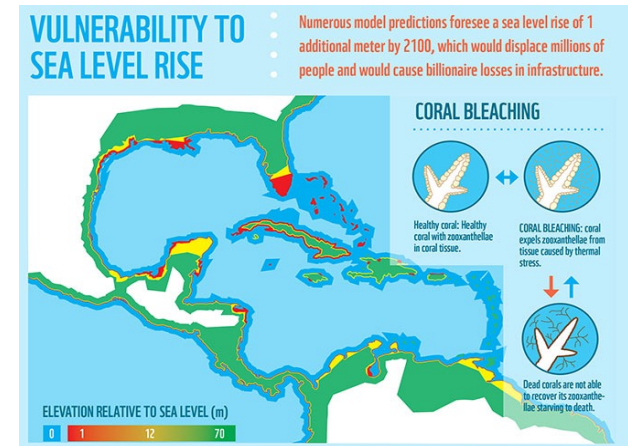 VULNERABILITY TO
SEA LEVEL RISE
Numerous model predictions foresee a sea level rise of 1
additional meter by 2100, which would displace millions of
people and would cause billionaire losses in infrastructure.
CORAL BLEACHING
Healthy coral: Healthy
coral with zooxanthellae
in coral tissue.
CORAL BLEACHING: coral
expels zooxanthellae from
tissue caused by thermal
stress.
Dead corals are not able
to recover its zooxanthe-
llae starving to death.
ELEVATION RELATIVE TO SEA LEVEL (m)
0 1 12 70